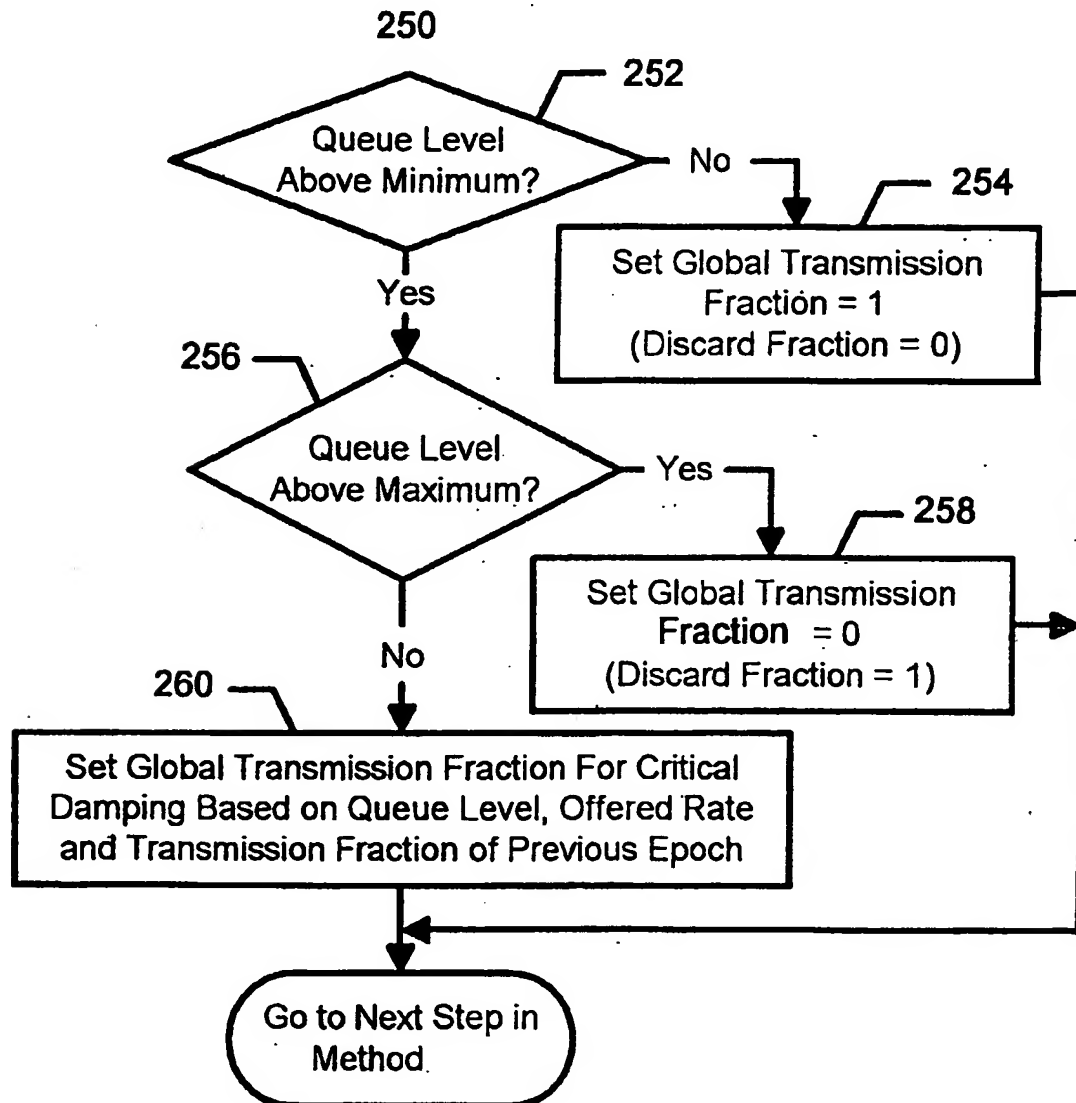 250
252
Queue Level
Above Minimum?
No
254
Set Global Transmission
Fraction = 1
(Discard Fraction = 0)
Yes
256
Queue Level
Above Maximum?
Yes
258
Set Global Transmission
Fraction = 0
(Discard Fraction = 1)
No
260
Set Global Transmission Fraction For Critical
Damping Based on Queue Level, Offered Rate
and Transmission Fraction of Previous Epoch
Go to Next Step in
Method